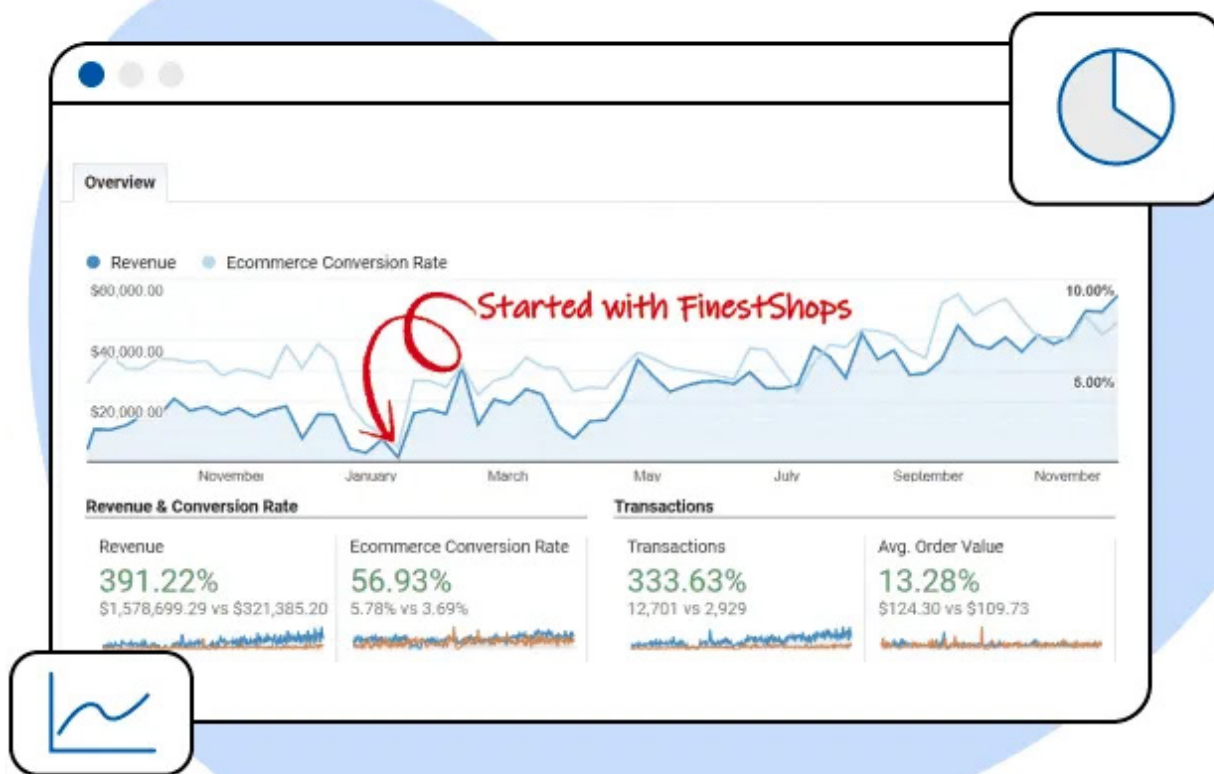 Overview
Revenue Ecommerce Conversion Rate
$60,000.00
10.00%
Started with FinestShops
$40,000.00
5.00%
$20,000.00
November January March May July September November
Revenue & Conversion Rate
Transactions
Revenue
391.22%
$1,578,699.29 vs $321,385.20
Ecommerce Conversion Rate
56.93%
5.78% vs 3.69%
Transactions
333.63%
12,701 vs 2,929
Avg. Order Value
13.28%
$124.30 vs $109.73